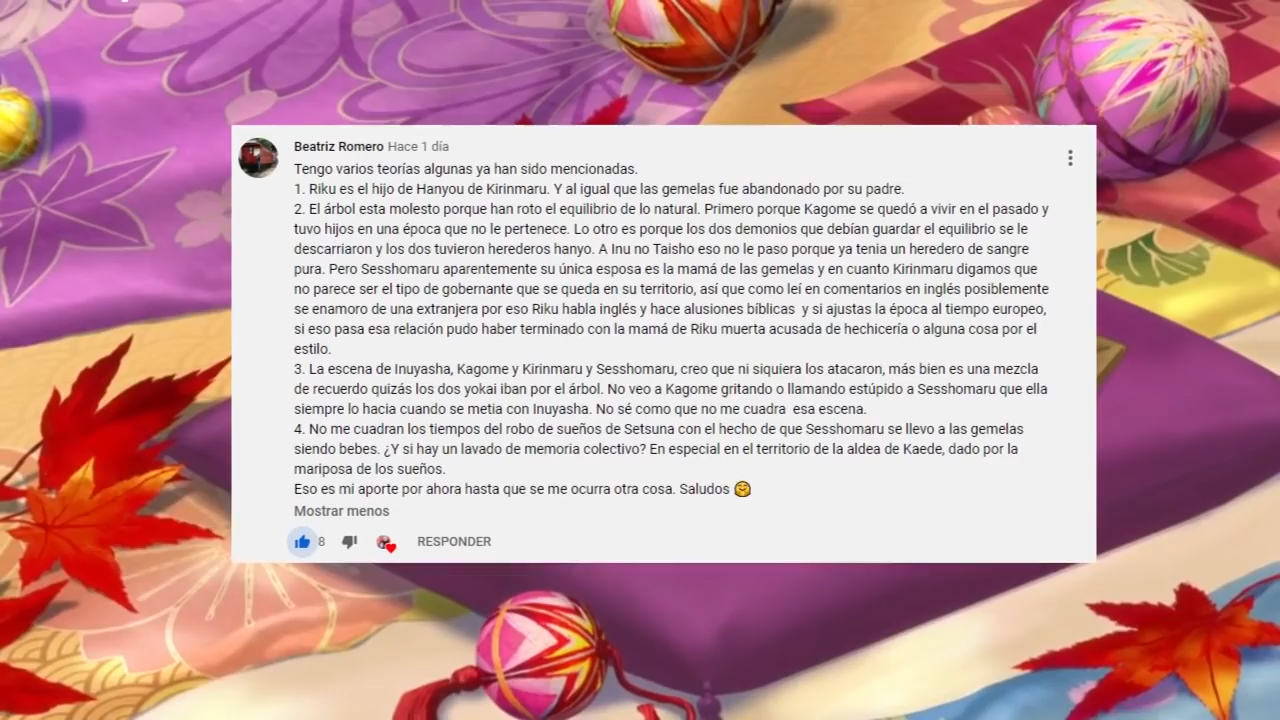 Beatriz Romero Hace 1 día
Tengo varios teorías algunas ya han sido mencionadas.
1. Riku es el hijo de Hanyou de Kirinmaru. Y al igual que las gemelas fue abandonado por su padre.
2. El árbol esta molesto porque han roto el equilibrio de lo natural. Primero porque Kagome se quedó a vivir en el pasado y
tuvo hijos en una época que no le pertenece. Lo otro es porque los dos demonios que debían guardar el equilibrio se le
descarriaron y los dos tuvieron herederos hanyo. A Inu no Taisho eso no le paso porque ya tenia un heredero de sangre
pura. Pero Sesshomaru aparentemente su única esposa es la mamá de las gemelas y en cuanto Kirinmaru digamos que
no parece ser el tipo de gobernante que se queda en su territorio, así que como leí en comentarios en inglés posiblemente
se enamoro de una extranjera por eso Riku habla inglés y hace alusiones bíblicas  y si ajustas la época al tiempo europeo,
si eso pasa esa relación pudo haber terminado con la mamá de Riku muerta acusada de hechicería o alguna cosa por el
estilo.
3. La escena de Inuyasha, Kagome y Kirinmaru y Sesshomaru, creo que ni siquiera los atacaron, más bien es una mezcla
de recuerdo quizás los dos yokai iban por el árbol. No veo a Kagome gritando o llamando estúpido a Sesshomaru que ella
siempre lo hacia cuando se metia con Inuyasha. No sé como que no me cuadra  esa escena.
4. No me cuadran los tiempos del robo de sueños de Setsuna con el hecho de que Sesshomaru se llevo a las gemelas
siendo bebes. ¿Y si hay un lavado de memoria colectivo? En especial en el territorio de la aldea de Kaede, dado por la
mariposa de los sueños.
Eso es mi aporte por ahora hasta que se me ocurra otra cosa. Saludos 🤗
Mostrar menos
8 RESPONDER